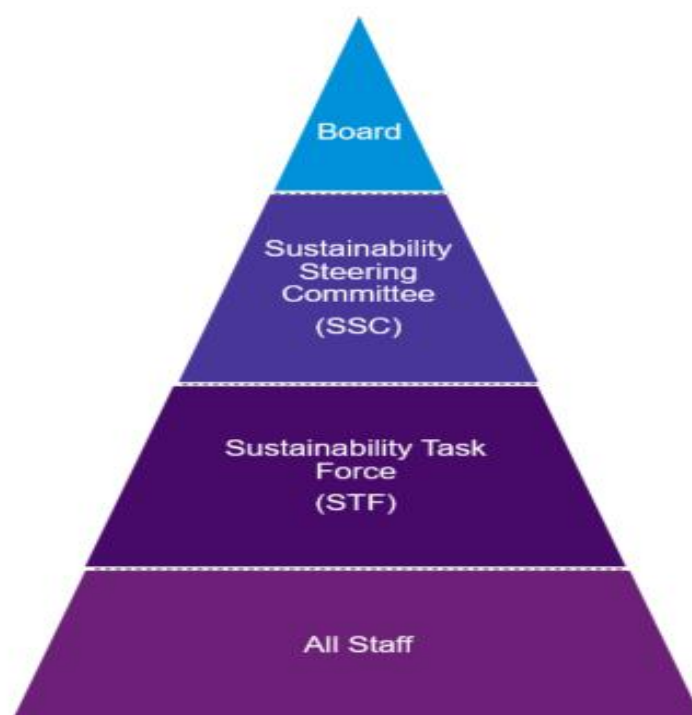 Board
Sustainability
Steering
Committee
(SSC)
Sustainability Task
Force
(STF)
All Staff